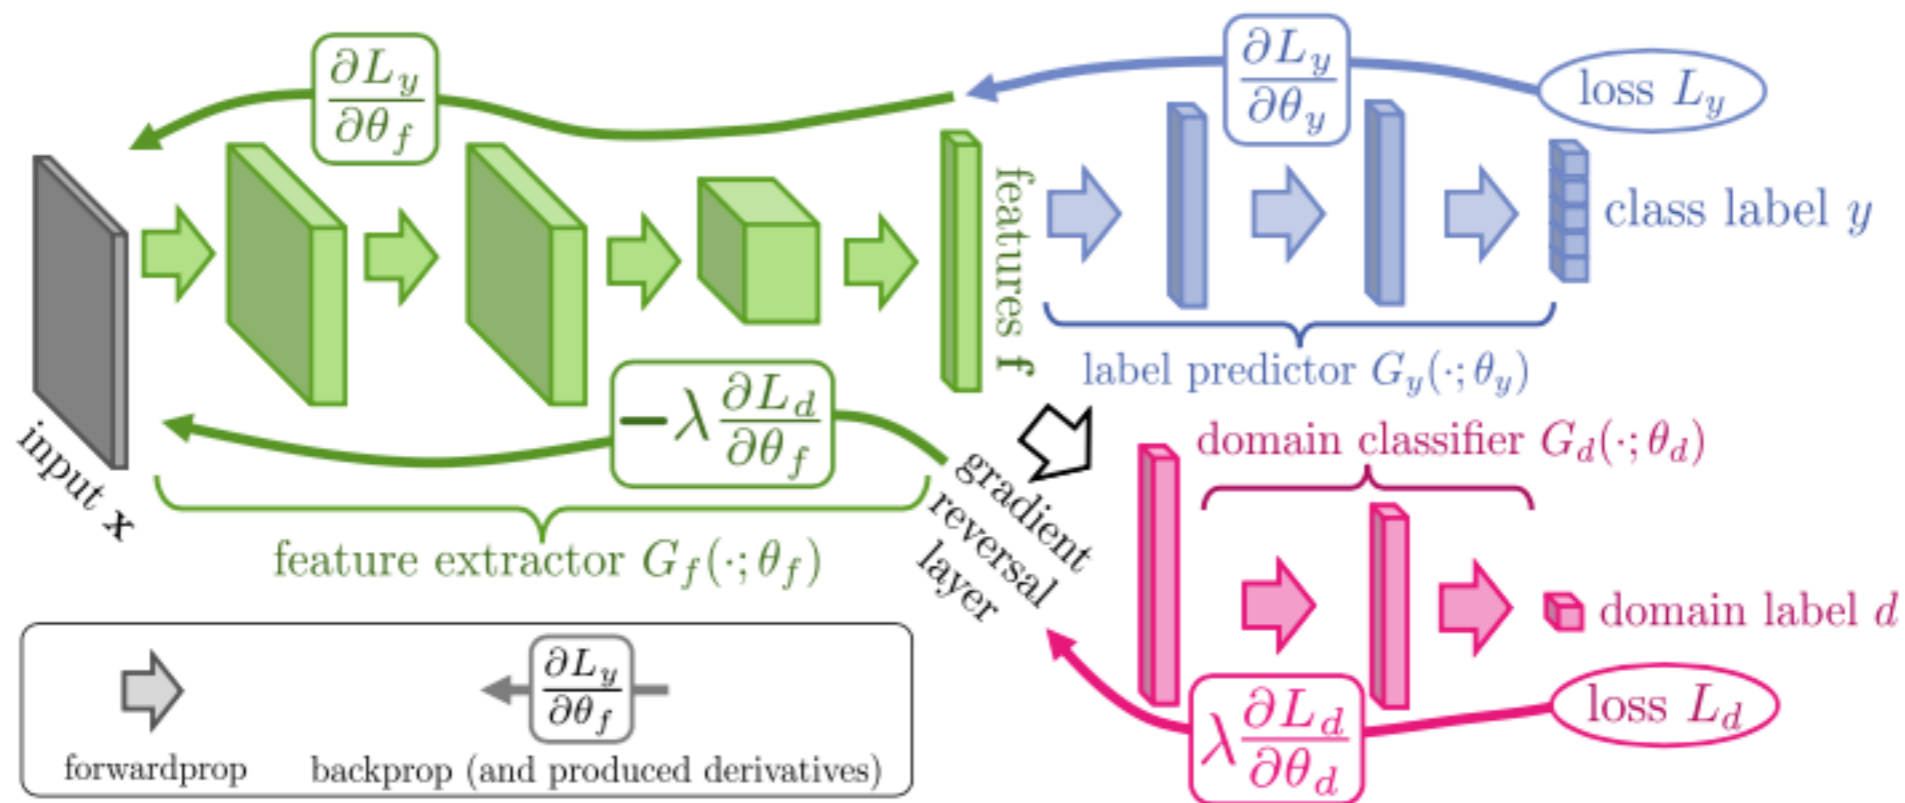 ∂L_y/∂θ_f
∂L_y/∂θ_y
loss L_y
features f
class label y
label predictor G_y(·; θ_y)
−λ ∂L_d/∂θ_f
input x
feature extractor G_f(·; θ_f)
gradient
reversal
layer
domain classifier G_d(·; θ_d)
domain label d
loss L_d
λ ∂L_d/∂θ_d
∂L_y/∂θ_f
forwardprop
backprop (and produced derivatives)